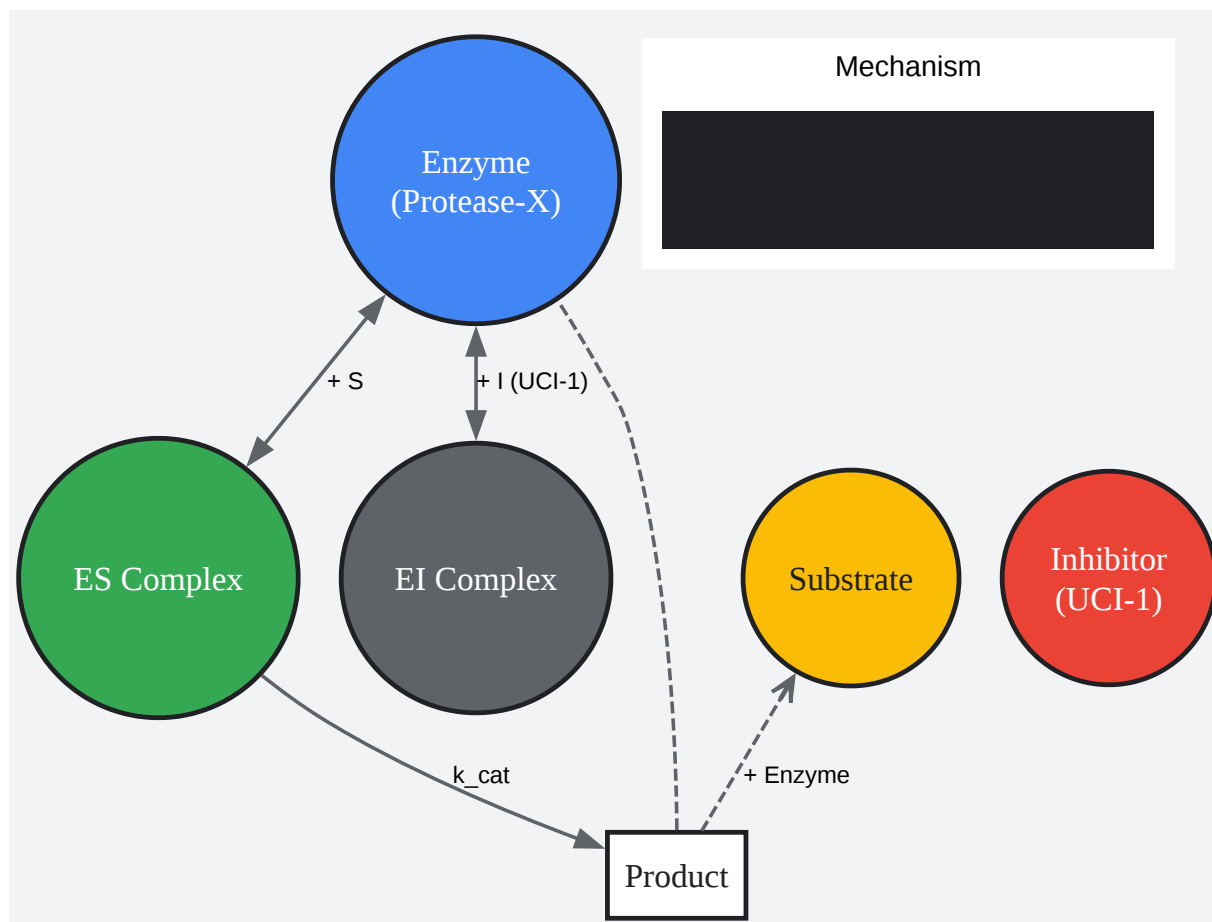 Mechanism
Enzyme
(Protease-X)
+ S
+ I (UCI-1)
ES Complex
EI Complex
Substrate
Inhibitor
(UCI-1)
k_cat
+ Enzyme
Product